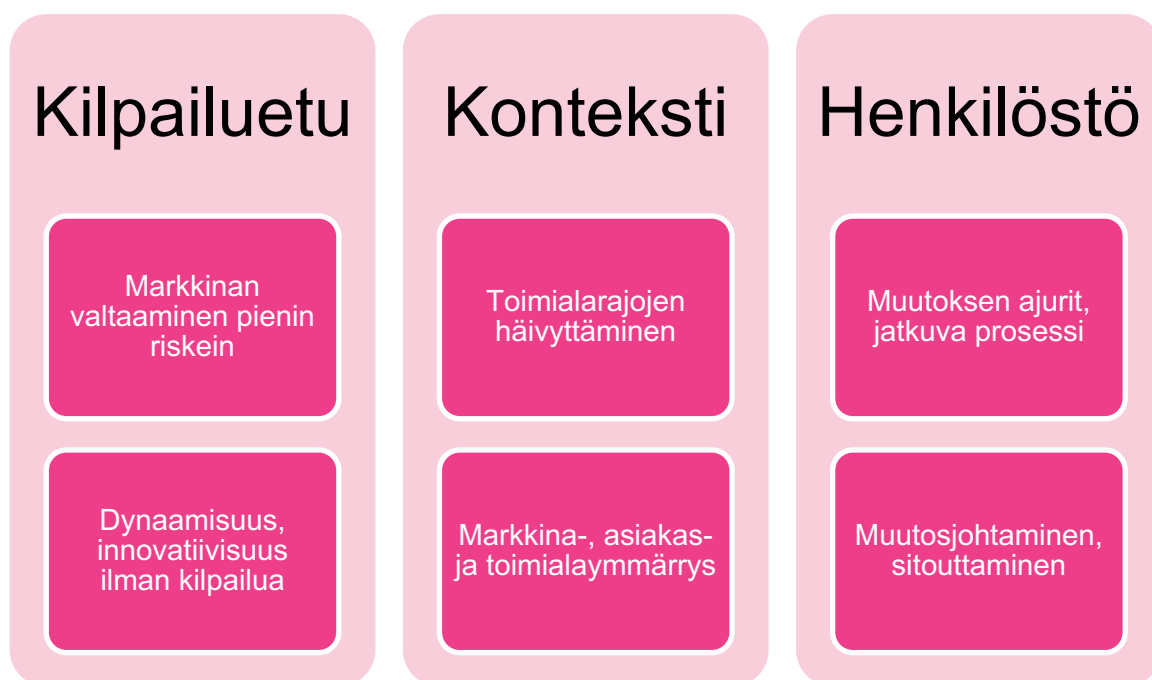 Kilpailuetu
Markkinan
valtaaminen pienin
riskein
Dynaamisuus,
innovatiivisuus
ilman kilpailua
Konteksti
Toimialarajojen
häivyttäminen
Markkina-, asiakas-
ja toimialaymmärrys
Henkilöstö
Muutoksen ajurit,
jatkuva prosessi
Muutosjohtaminen,
sitouttaminen